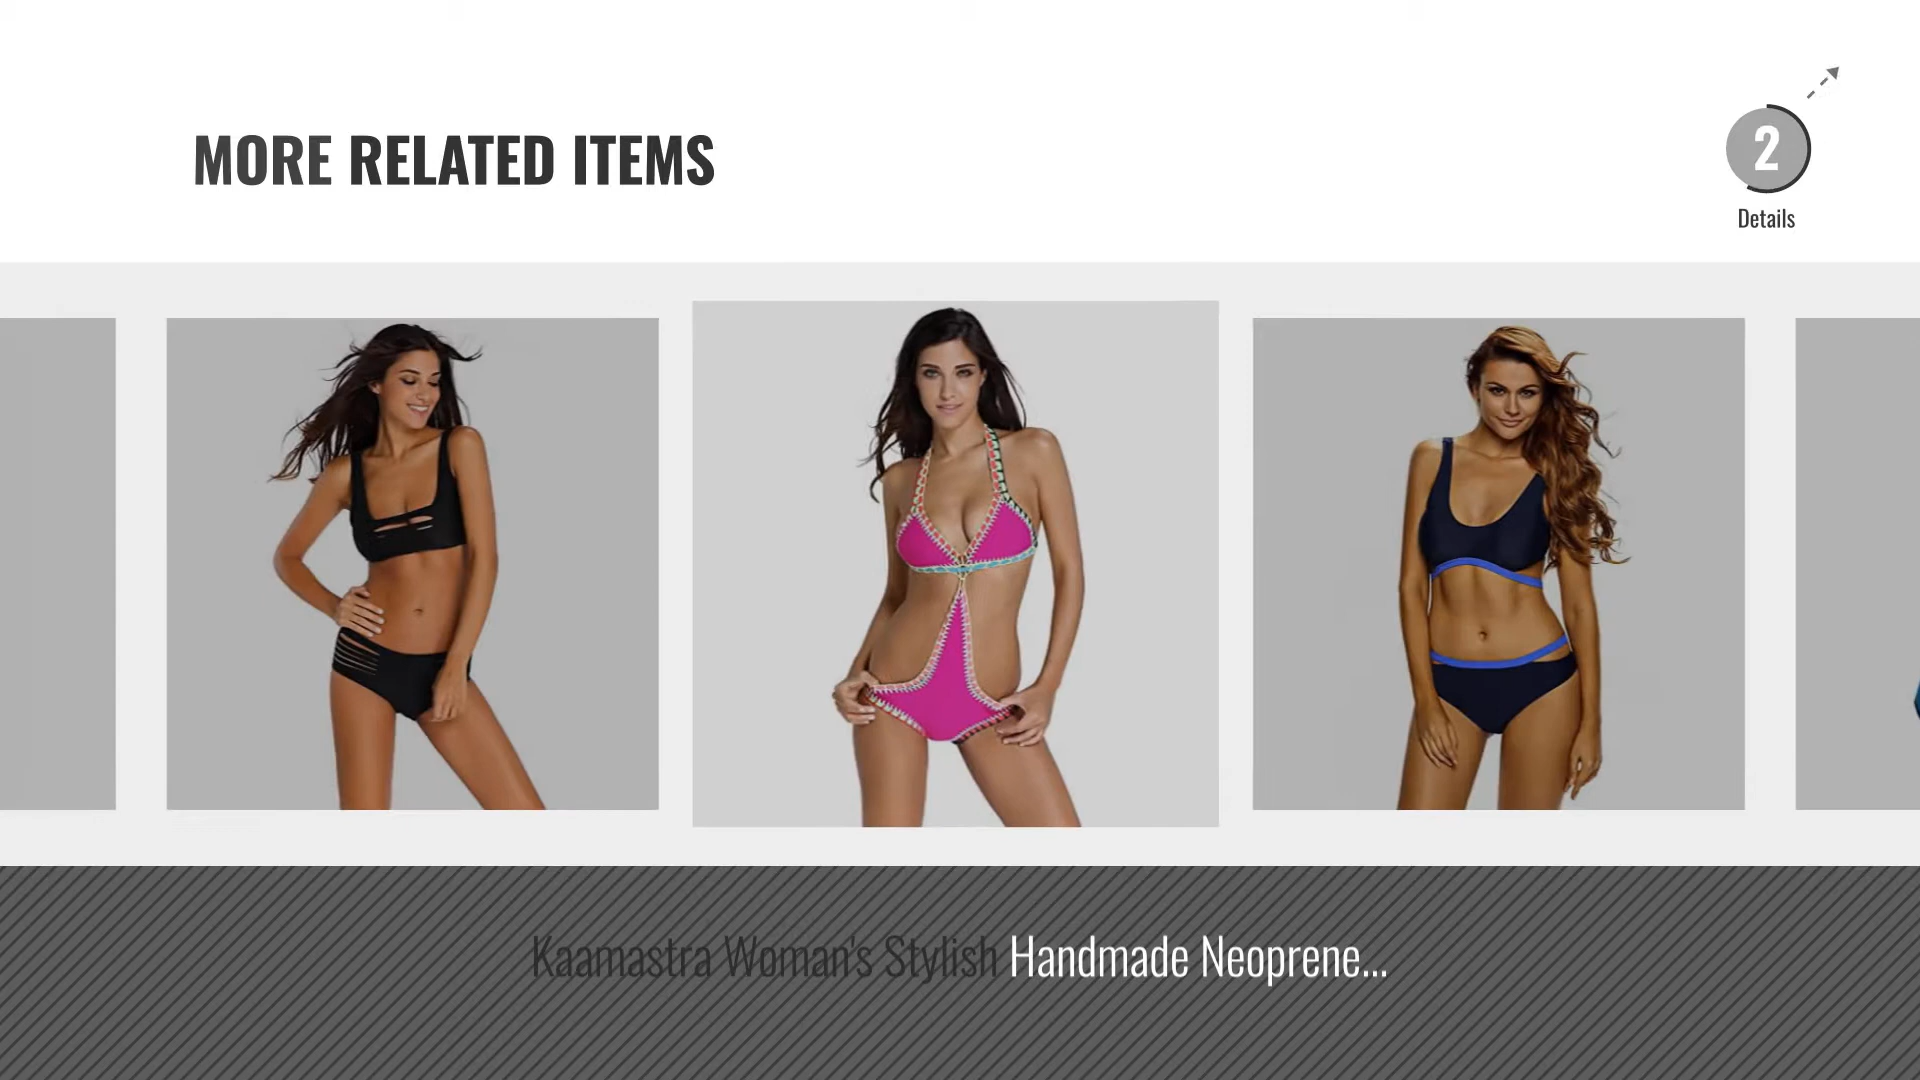 MORE RELATED ITEMS
2
Details
Kaamastra Woman's Stylish Handmade Neoprene...